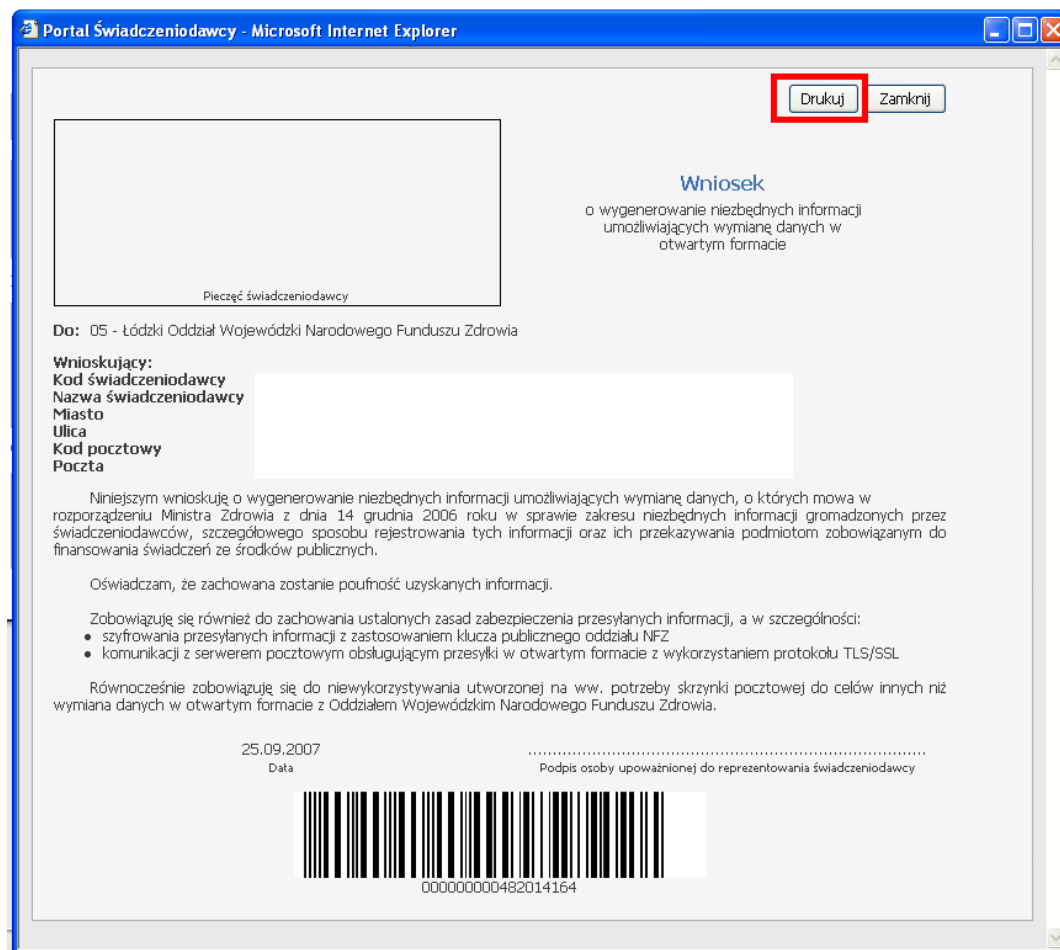 Portal Świadczeniodawcy - Microsoft Internet Explorer
Drukuj Zamknij
Wniosek
o wygenerowanie niezbędnych informacji
umożliwiających wymianę danych w
otwartym formacie
Pieczęć świadczeniodawcy
Do: 05 - Łódzki Oddział Wojewódzki Narodowego Funduszu Zdrowia
Wnioskujący:
Kod świadczeniodawcy
Nazwa świadczeniodawcy
Miasto
Ulica
Kod pocztowy
Poczta
Niniejszym wnioskuję o wygenerowanie niezbędnych informacji umożliwiających wymianę danych, o których mowa w
rozporządzeniu Ministra Zdrowia z dnia 14 grudnia 2006 roku w sprawie zakresu niezbędnych informacji gromadzonych przez
świadczeniodawców, szczegółowego sposobu rejestrowania tych informacji oraz ich przekazywania podmiotom zobowiązanym do
finansowania świadczeń ze środków publicznych.
Oświadczam, że zachowana zostanie poufność uzyskanych informacji.
Zobowiązuję się również do zachowania ustalonych zasad zabezpieczenia przesyłanych informacji, a w szczególności:
• szyfrowania przesyłanych informacji z zastosowaniem klucza publicznego oddziału NFZ
• komunikacji z serwerem pocztowym obsługującym przesyłki w otwartym formacie z wykorzystaniem protokołu TLS/SSL
Równocześnie zobowiązuję się do niewykorzystywania utworzonej na ww. potrzeby skrzynki pocztowej do celów innych niż
wymiana danych w otwartym formacie z Oddziałem Wojewódzkim Narodowego Funduszu Zdrowia.
25.09.2007 ................................................................................
Data Podpis osoby upoważnionej do reprezentowania świadczeniodawcy
000000000482014164